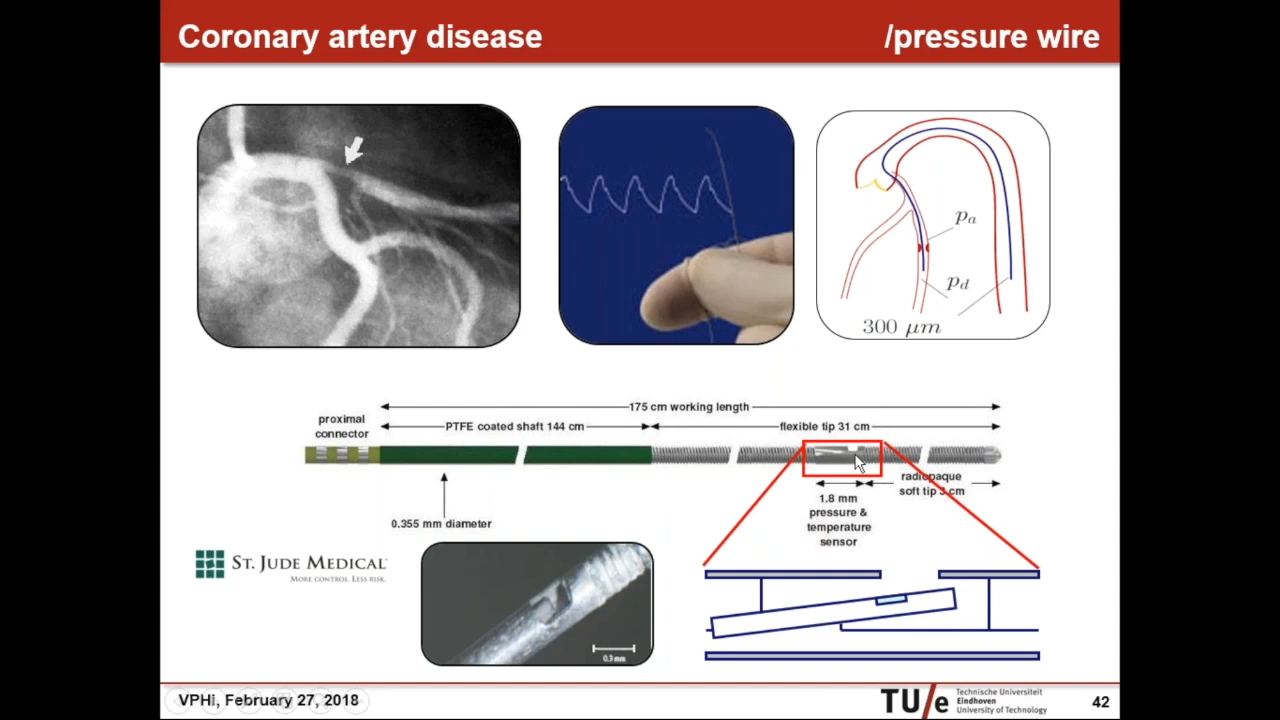 Coronary artery disease
/pressure wire
pa
pd
300 μm
175 cm working length
proximal
connector
PTFE coated shaft 144 cm
flexible tip 31 cm
radiopaque
soft tip 3 cm
1.8 mm
pressure &
temperature
sensor
0.355 mm diameter
ST. JUDE MEDICAL
MORE CONTROL. LESS RISK.
0.3 mm
VPHi, February 27, 2018
TU/e
Technische Universiteit
Eindhoven
University of Technology
42